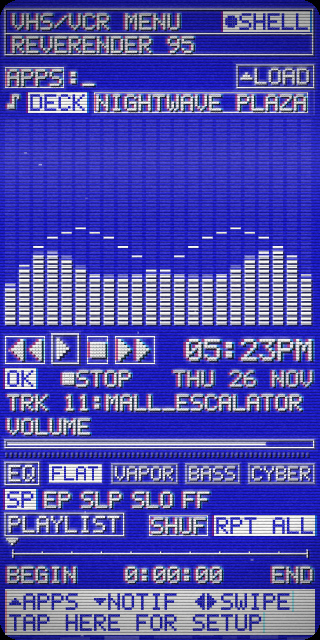 VHS/VCR MENU ●SHELL
REVERENDER 95
APPS:_ ▲LOAD
♪ DECK NIGHTWAVE PLAZA
05:23PM
OK ■STOP THU 26 NOV
TRK 11:MALL_ESCALATOR
VOLUME
EQ FLAT VAPOR BASS CYBER
SP EP SLP SLO FF
PLAYLIST SHUF RPT ALL
BEGIN 0:00:00 END
▲APPS ▼NOTIF ◀▶SWIPE
TAP HERE FOR SETUP